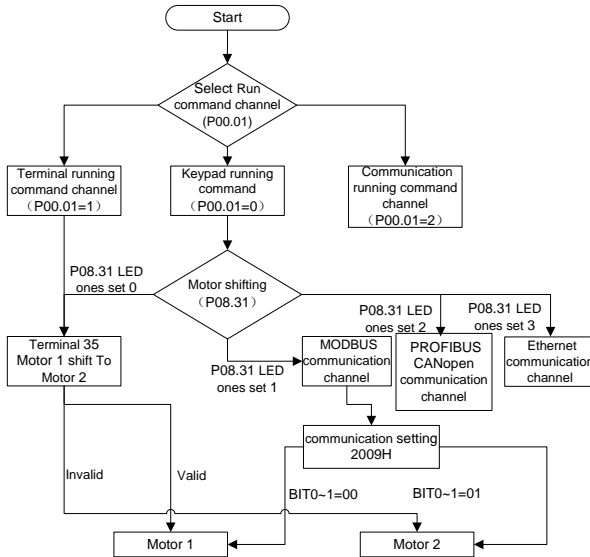 Start
Select Run
command channel
(P00.01)
Terminal running
command channel
（P00.01=1）
Keypad running
command
（P00.01=0）
Communication
running command
channel
（P00.01=2）
P08.31 LED
ones set 0
Motor shifting
（P08.31）
P08.31 LED
ones set 2
P08.31 LED
ones set 3
Terminal 35
Motor 1 shift To
Motor 2
P08.31 LED
ones set 1
MODBUS
communication
channel
PROFIBUS
CANopen
communication
channel
Ethernet
communication
channel
communication setting
2009H
Invalid
Valid
BIT0~1=00
BIT0~1=01
Motor 1
Motor 2